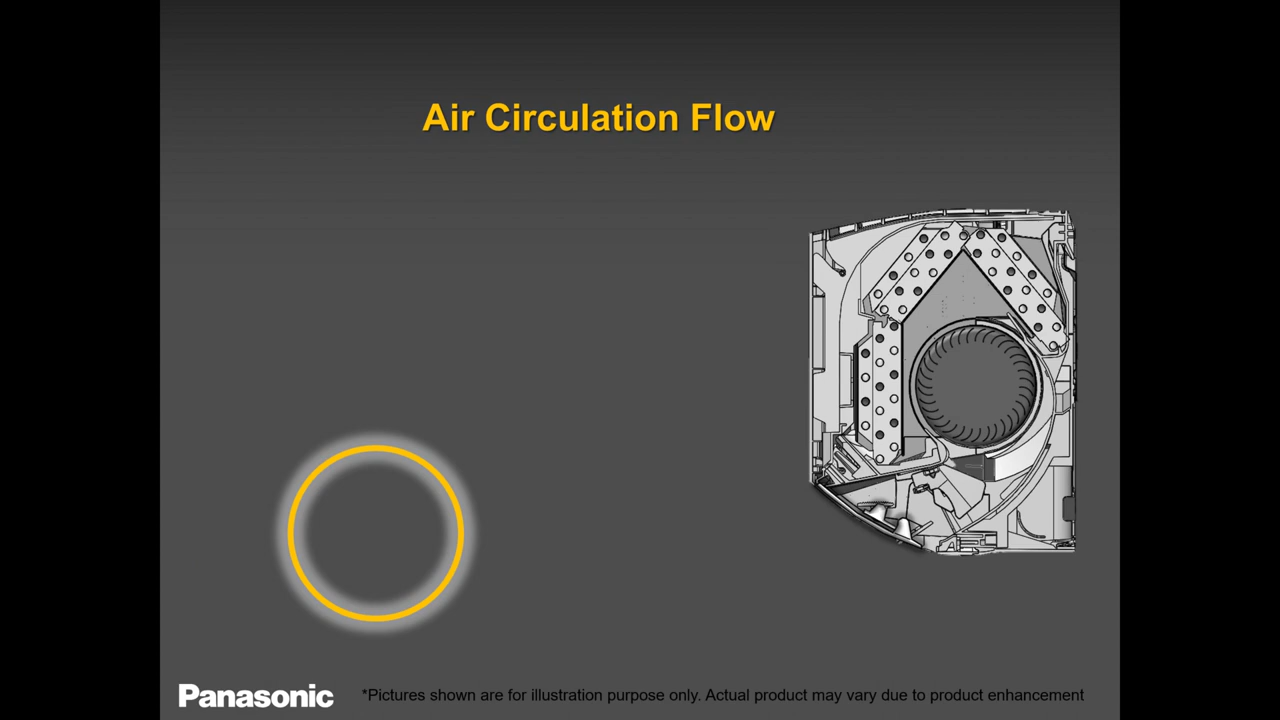 Air Circulation Flow
Panasonic
*Pictures shown are for illustration purpose only. Actual product may vary due to product enhancement